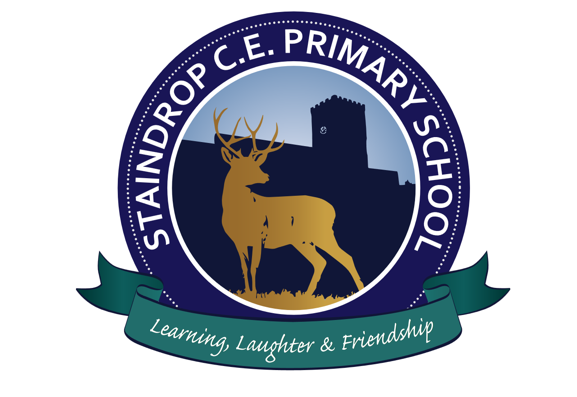 STAINDROP C.E. PRIMARY SCHOOL
Learning, Laughter & Friendship